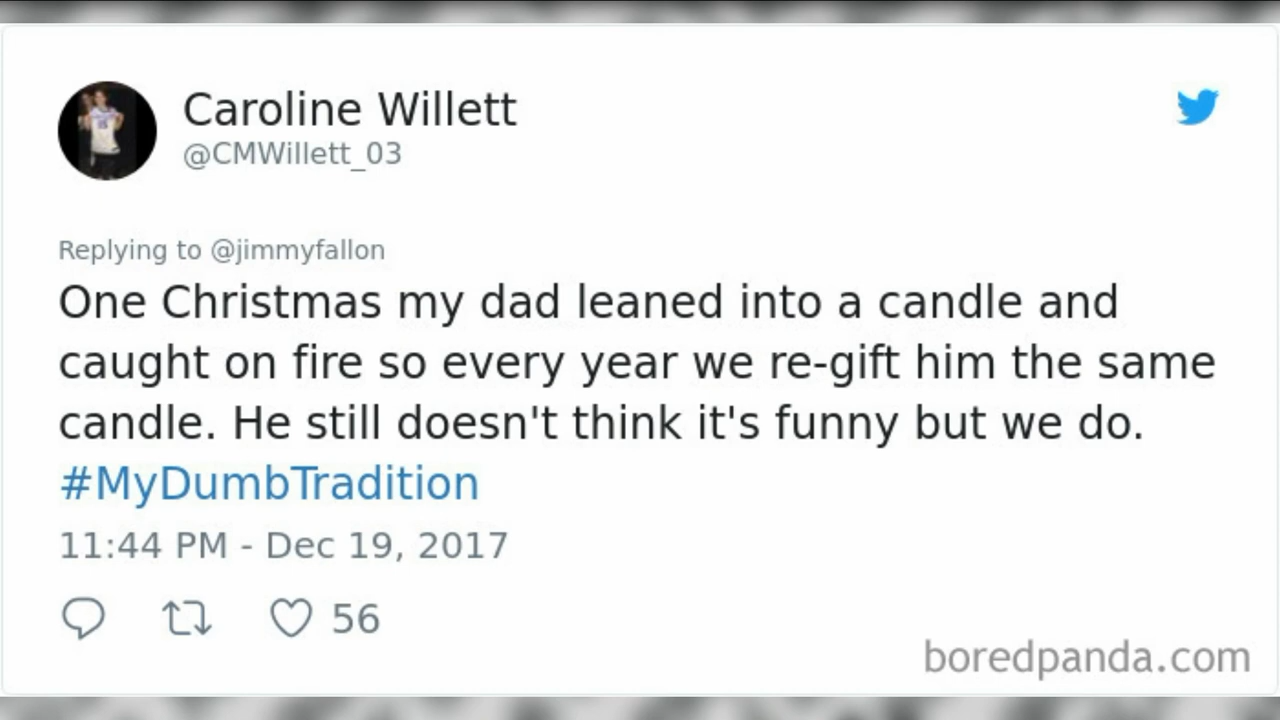 Caroline Willett
@CMWillett_03
Replying to @jimmyfallon
One Christmas my dad leaned into a candle and
caught on fire so every year we re-gift him the same
candle. He still doesn't think it's funny but we do.
#MyDumbTradition
11:44 PM - Dec 19, 2017
56
boredpanda.com